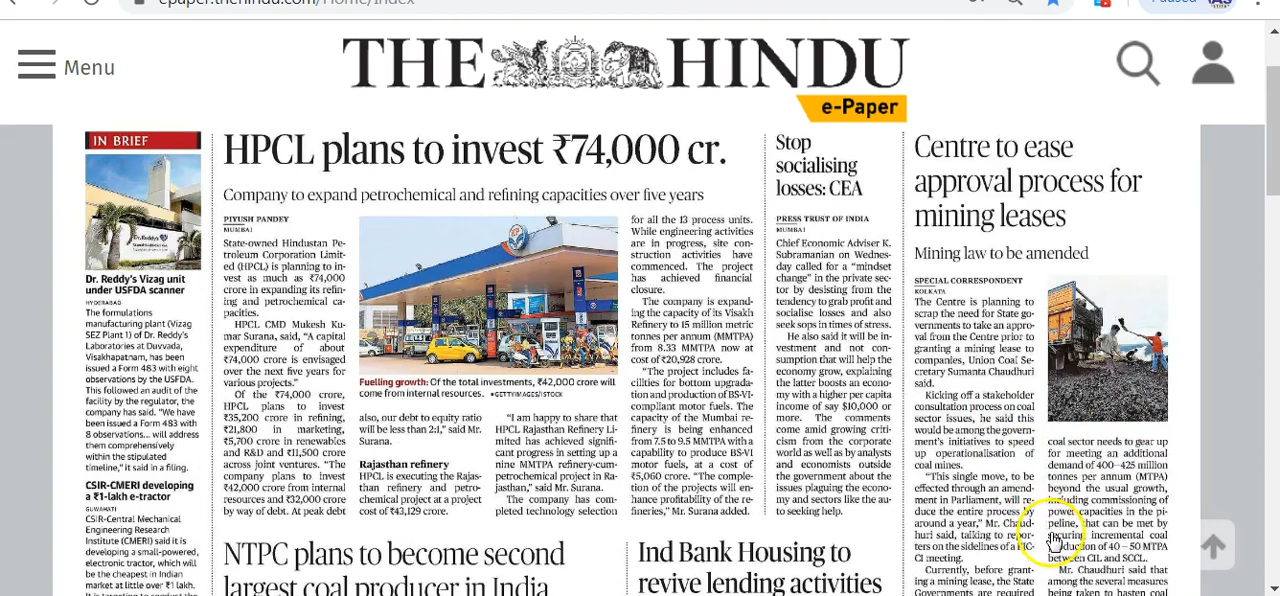 epaper.thehindu.com/Home/Index
Paused
Menu
THE HINDU
e-Paper
IN BRIEF
Dr. Reddy's Vizag unit
under USFDA scanner
HYDERABAD
The formulations
manufacturing plant (Vizag
SEZ Plant 1) of Dr. Reddy's
Laboratories at Duvvada,
Visakhapatnam, has been
issued a Form 483 with eight
observations by the USFDA.
This followed an audit of the
facility by the regulator, the
company has said. "We have
been issued a Form 483 with
8 observations... will address
them comprehensively
within the stipulated
timeline," it said in a filing.
CSIR-CMERI developing
a ₹1-lakh e-tractor
GUWAHATI
CSIR-Central Mechanical
Engineering Research
Institute (CMERI) said it is
developing a small-powered,
electronic tractor, which will
be the cheapest in Indian
market at little over ₹1 lakh.
HPCL plans to invest ₹74,000 cr.
Company to expand petrochemical and refining capacities over five years
PIYUSH PANDEY
MUMBAI
State-owned Hindustan Pe-
troleum Corporation Limit-
ed (HPCL) is planning to in-
vest as much as ₹74,000
crore in expanding its refin-
ing and petrochemical ca-
pacities.
HPCL CMD Mukesh Ku-
mar Surana, said, "A capital
expenditure of about
₹74,000 crore is envisaged
over the next five years for
various projects."
Of the ₹74,000 crore,
HPCL plans to invest
₹35,200 crore in refining,
₹21,800 in marketing,
₹5,700 crore in renewables
and R&D and ₹11,500 crore
across joint ventures. "The
company plans to invest
₹42,000 crore from internal
resources and ₹32,000 crore
by way of debt. At peak debt
Fuelling growth: Of the total investments, ₹42,000 crore will
come from internal resources. •GETTYIMAGES/ISTOCK
also, our debt to equity ratio
will be less than 2:1," said Mr.
Surana.
Rajasthan refinery
HPCL is executing the Rajas-
than refinery and petro-
chemical project at a project
cost of ₹43,129 crore.
"I am happy to share that
HPCL Rajasthan Refinery Li-
mited has achieved signifi-
cant progress in setting up a
nine MMTPA refinery-cum-
petrochemical project in Ra-
jasthan," said Mr. Surana.
The company has com-
pleted technology selection
for all the 13 process units.
While engineering activities
are in progress, site con-
struction activities have
commenced. The project
has achieved financial
closure.
The company is expand-
ing the capacity of its Visakh
Refinery to 15 million metric
tonnes per annum (MMTPA)
from 8.33 MMTPA now at
cost of ₹20,928 crore.
"The project includes fa-
cilities for bottom upgrada-
tion and production of BS-VI-
compliant motor fuels. The
capacity of the Mumbai re-
finery is being enhanced
from 7.5 to 9.5 MMTPA with a
capability to produce BS-VI
motor fuels, at a cost of
₹5,060 crore. "The comple-
tion of the projects will en-
hance profitability of the re-
fineries," Mr. Surana added.
Stop
socialising
losses: CEA
PRESS TRUST OF INDIA
MUMBAI
Chief Economic Adviser K.
Subramanian on Wednes-
day called for a "mindset
change" in the private sec-
tor by desisting from the
tendency to grab profit and
socialise losses and also
seek sops in times of stress.
He also said it will be in-
vestment and not con-
sumption that will help the
economy grow, explaining
the latter boosts an econo-
my with a higher per capita
income of say $10,000 or
more. The comments
come amid growing criti-
cism from the corporate
world as well as by analysts
and economists outside
the government about the
issues plaguing the econo-
my and sectors like the au-
to seeking help.
Centre to ease
approval process for
mining leases
Mining law to be amended
SPECIAL CORRESPONDENT
KOLKATA
The Centre is planning to
scrap the need for State go-
vernments to take an appro-
val from the Centre prior to
granting a mining lease to
companies, Union Coal Se-
cretary Sumanta Chaudhuri
said.
Kicking off a stakeholder
consultation process on coal
sector issues, he said this
would be among the govern-
ment's initiatives to speed
up operationalisation of
coal mines.
"This single move, to be
effected through an amend-
ment in Parliament, will re-
duce the entire process by
around a year," Mr. Chaud-
huri said, talking to repor-
ters on the sidelines of a FIC-
CI meeting.
Currently, before grant-
ing a mining lease, the State
Governments are required
coal sector needs to gear up
for meeting an additional
demand of 400-425 million
tonnes per annum (MTPA)
beyond the usual growth,
including commissioning of
power capacities in the pi-
peline, that can be met by
incremental coal
production of 40-50 MTPA
between CIL and SCCL.
Mr. Chaudhuri said that
among the several measures
being taken to hasten coal
NTPC plans to become second
largest coal producer in India
Ind Bank Housing to
revive lending activities